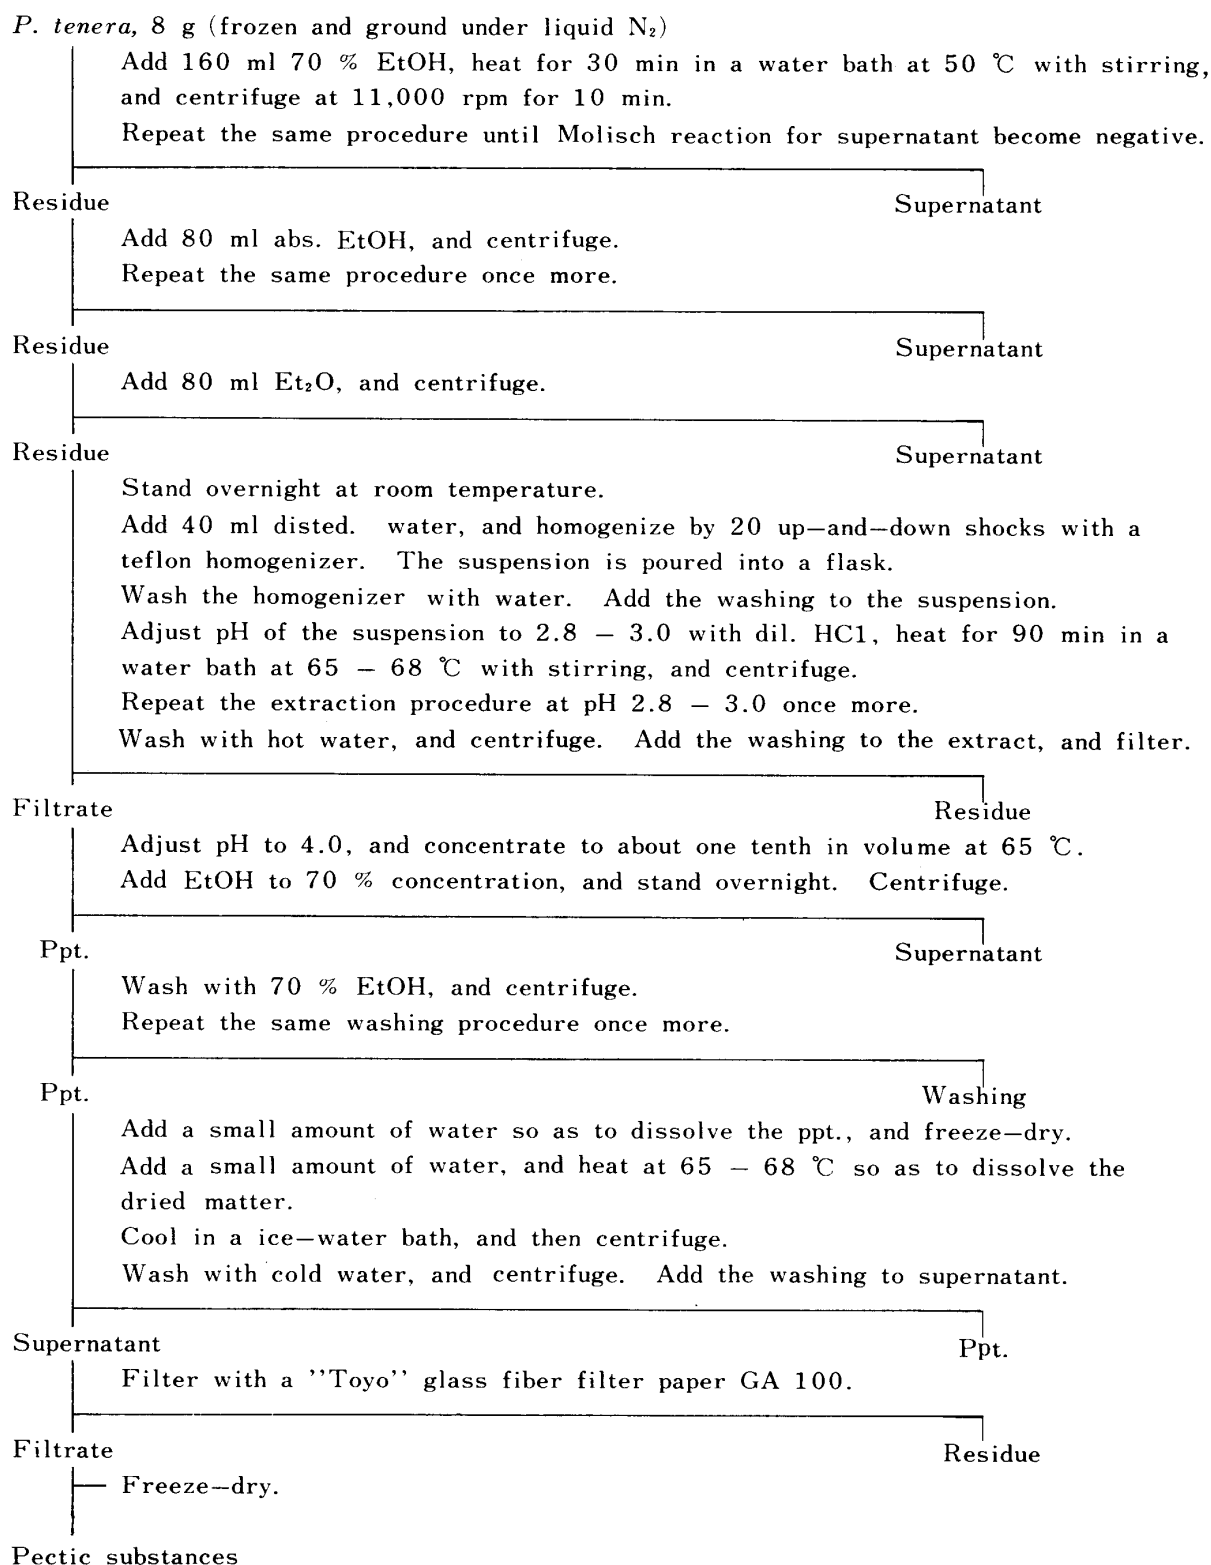 P. tenera, 8 g (frozen and ground under liquid N₂)
Add 160 ml 70 % EtOH, heat for 30 min in a water bath at 50 ℃ with stirring,
and centrifuge at 11,000 rpm for 10 min.
Repeat the same procedure until Molisch reaction for supernatant become negative.
Residue Supernatant
Add 80 ml abs. EtOH, and centrifuge.
Repeat the same procedure once more.
Residue Supernatant
Add 80 ml Et₂O, and centrifuge.
Residue Supernatant
Stand overnight at room temperature.
Add 40 ml disted. water, and homogenize by 20 up—and—down shocks with a
teflon homogenizer. The suspension is poured into a flask.
Wash the homogenizer with water. Add the washing to the suspension.
Adjust pH of the suspension to 2.8 — 3.0 with dil. HCl, heat for 90 min in a
water bath at 65 — 68 ℃ with stirring, and centrifuge.
Repeat the extraction procedure at pH 2.8 — 3.0 once more.
Wash with hot water, and centrifuge. Add the washing to the extract, and filter.
Filtrate Residue
Adjust pH to 4.0, and concentrate to about one tenth in volume at 65 ℃.
Add EtOH to 70 % concentration, and stand overnight. Centrifuge.
Ppt. Supernatant
Wash with 70 % EtOH, and centrifuge.
Repeat the same washing procedure once more.
Ppt. Washing
Add a small amount of water so as to dissolve the ppt., and freeze—dry.
Add a small amount of water, and heat at 65 — 68 ℃ so as to dissolve the
dried matter.
Cool in a ice—water bath, and then centrifuge.
Wash with cold water, and centrifuge. Add the washing to supernatant.
Supernatant Ppt.
Filter with a ’’Toyo’’ glass fiber filter paper GA 100.
Filtrate Residue
Freeze—dry.
Pectic substances